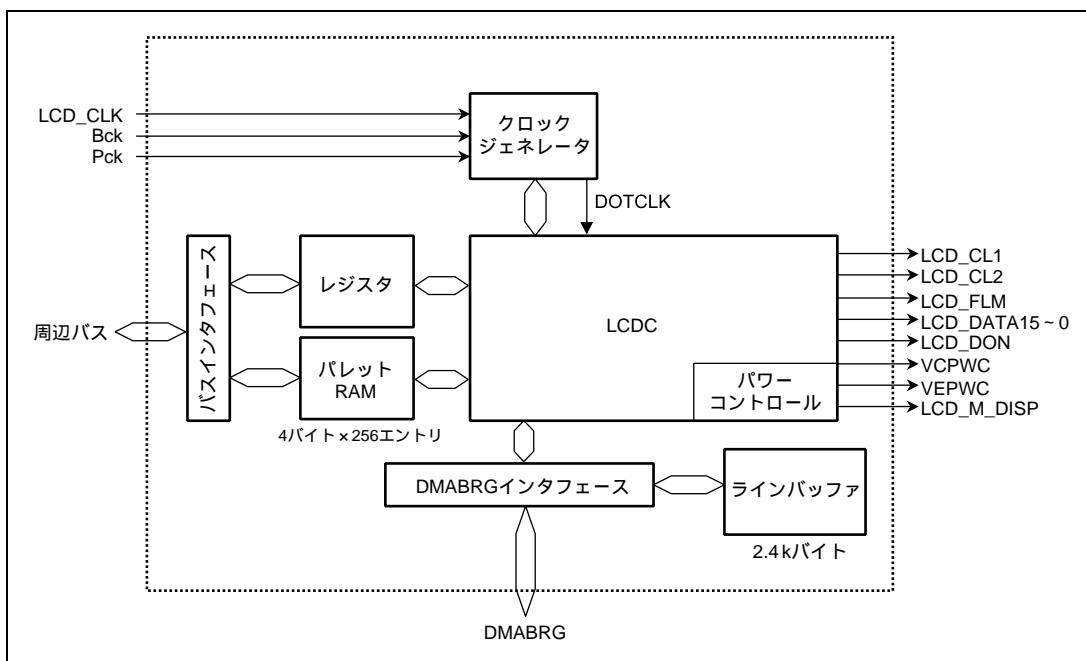 LCD_CLK
Bck
Pck
クロック
ジェネレータ
DOTCLK
周辺バス
バスインタフェース
レジスタ
パレット
RAM
4バイト×256エントリ
LCDC
パワー
コントロール
LCD_CL1
LCD_CL2
LCD_FLM
LCD_DATA15~0
LCD_DON
VCPWC
VEPWC
LCD_M_DISP
DMABRGインタフェース
ラインバッファ
2.4kバイト
DMABRG